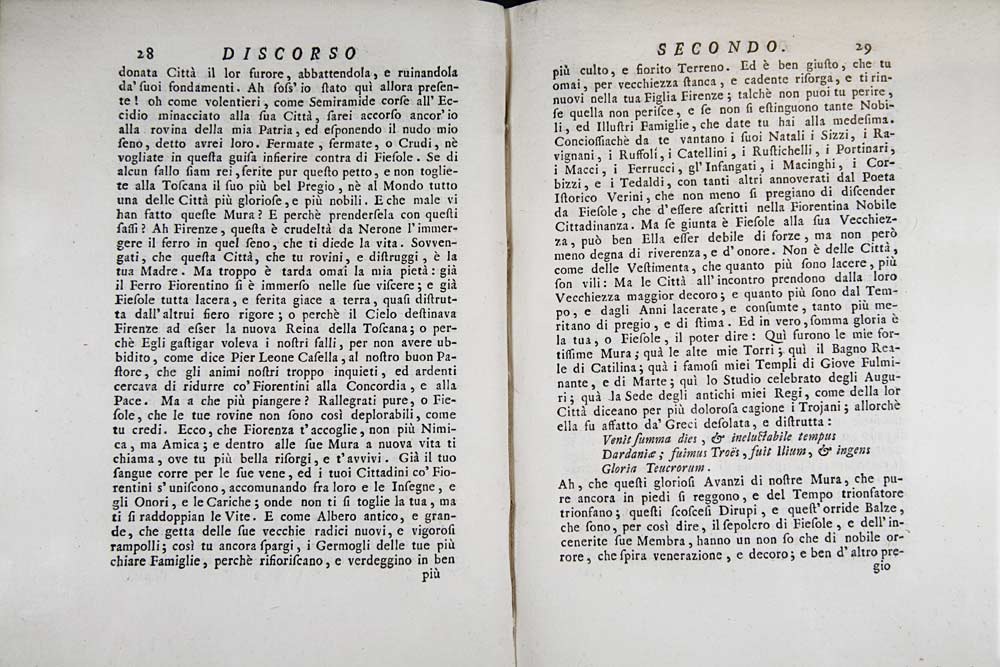 28 DISCORSO
donata Città il lor furore, abbattendola, e ruinandola
da' ſuoi fondamenti. Ah foſs' io ſtato quì allora preſen-
te! oh come volentieri, come Semiramide corſe all' Ec-
cidio minacciato alla ſua Città, ſarei accorſo ancor' io
alla rovina della mia Patria, ed eſponendo il nudo mio
ſeno, detto avrei loro. Fermate, fermate, o Crudi, nè
vogliate in queſta guiſa infierire contra di Fieſole. Se di
alcun fallo ſiam rei, ferite pur queſto petto, e non toglie-
te alla Toſcana il ſuo più bel Pregio, nè al Mondo tutto
una delle Città più glorioſe, e più nobili. E che male vi
han fatto queſte Mura? E perchè prenderſela con queſti
ſaſſi? Ah Firenze, queſta è crudeltà da Nerone l'immer-
gere il ferro in quel ſeno, che ti diede la vita. Sovven-
gati, che queſta Città, che tu rovini, e diſtruggi, è la
tua Madre. Ma troppo è tarda omai la mia pietà: già
il Ferro Fiorentino ſi è immerſo nelle ſue viſcere; e già
Fieſole tutta lacera, e ferita giace a terra, quaſi diſtrut-
ta dall'altrui fiero rigore; o perchè il Cielo deſtinava
Firenze ad eſſer la nuova Reina della Toſcana; o per-
chè Egli gaſtigar voleva i noſtri falli, per non avere ub-
bidito, come dice Pier Leone Caſella, al noſtro buon Pa-
ſtore, che gli animi noſtri troppo inquieti, ed ardenti
cercava di ridurre co' Fiorentini alla Concordia, e alla
Pace. Ma a che più piangere? Rallegrati pure, o Fie-
ſole, che le tue rovine non ſono così deplorabili, come
tu credi. Ecco, che Fiorenza t'accoglie, non più Nimi-
ca, ma Amica; e dentro alle ſue Mura a nuova vita ti
chiama, ove tu più bella riſorgi, e t'avvivi. Già il tuo
ſangue corre per le ſue vene, ed i tuoi Cittadini co' Fio-
rentini s'uniſcono, accomunando fra loro e le Inſegne, e
gli Onori, e le Cariche; onde non ti ſi toglie la tua, ma
ti ſi raddoppian le Vite. E come Albero antico, e gran-
de, che getta delle ſue vecchie radici nuovi, e vigoroſi
rampolli; così tu ancora ſpargi, i Germogli delle tue più
chiare Famiglie, perchè rifioriſcano, e verdeggino in ben
più
SECONDO. 29
più culto, e fiorito Terreno. Ed è ben giuſto, che tu
omai, per vecchiezza ſtanca, e cadente riſorga, e ti rin-
nuovi nella tua Figlia Firenze; talchè non puoi tu perire,
ſe quella non periſce, e ſe non ſi eſtinguono tante Nobi-
li, ed Illuſtri Famiglie, che date tu hai alla medeſima.
Concioſſiachè da te vantano i ſuoi Natali i Sizzi, i Ra-
vignani, i Ruffoli, i Catellini, i Ruſtichelli, i Portinari,
i Macci, i Ferrucci, gl' Infangati, i Macinghi, i Cor-
bizzi, e i Tedaldi, con tanti altri annoverati dal Poeta
Iſtorico Verini, che non meno ſi pregiano di diſcender
da Fieſole, che d'eſſere aſcritti nella Fiorentina Nobile
Cittadinanza. Ma ſe giunta è Fieſole alla ſua Vecchiez-
za, può ben Ella eſſer debile di forze, ma non però
meno degna di riverenza, e d'onore. Non è delle Città,
come delle Veſtimenta, che quanto più ſono lacere, più
ſon vili: Ma le Città all'incontro prendono dalla loro
Vecchiezza maggior decoro; e quanto più ſono dal Tem-
po, e dagli Anni lacerate, e conſumte, tanto più me-
ritano di pregio, e di ſtima. Ed in vero, ſomma gloria è
la tua, o Fieſole, il poter dire: Quì furono le mie for-
tiſſime Mura; quà le alte mie Torri; quì il Bagno Rea-
le di Catilina; quà i famoſi miei Templi di Giove Fulmi-
nante, e di Marte; quì lo Studio celebrato degli Augu-
ri; quà la Sede degli antichi miei Regi, come della lor
Città diceano per più doloroſa cagione i Trojani; allorchè
ella fu affatto da' Greci deſolata, e diſtrutta:
Venit ſumma dies, & ineluctabile tempus
Dardaniæ; fuimus Troës, fuit Ilium, & ingens
Gloria Teucrorum.
Ah, che queſti glorioſi Avanzi di noſtre Mura, che pu-
re ancora in piedi ſi reggono, e del Tempo trionfatore
trionfano; queſti ſcoſceſi Dirupi, e queſt' orride Balze,
che ſono, per così dire, il ſepolcro di Fieſole, e dell' in-
cenerite ſue Membra, hanno un non ſo che di nobile or-
rore, che ſpira venerazione, e decoro; e ben d'altro pre-
gio